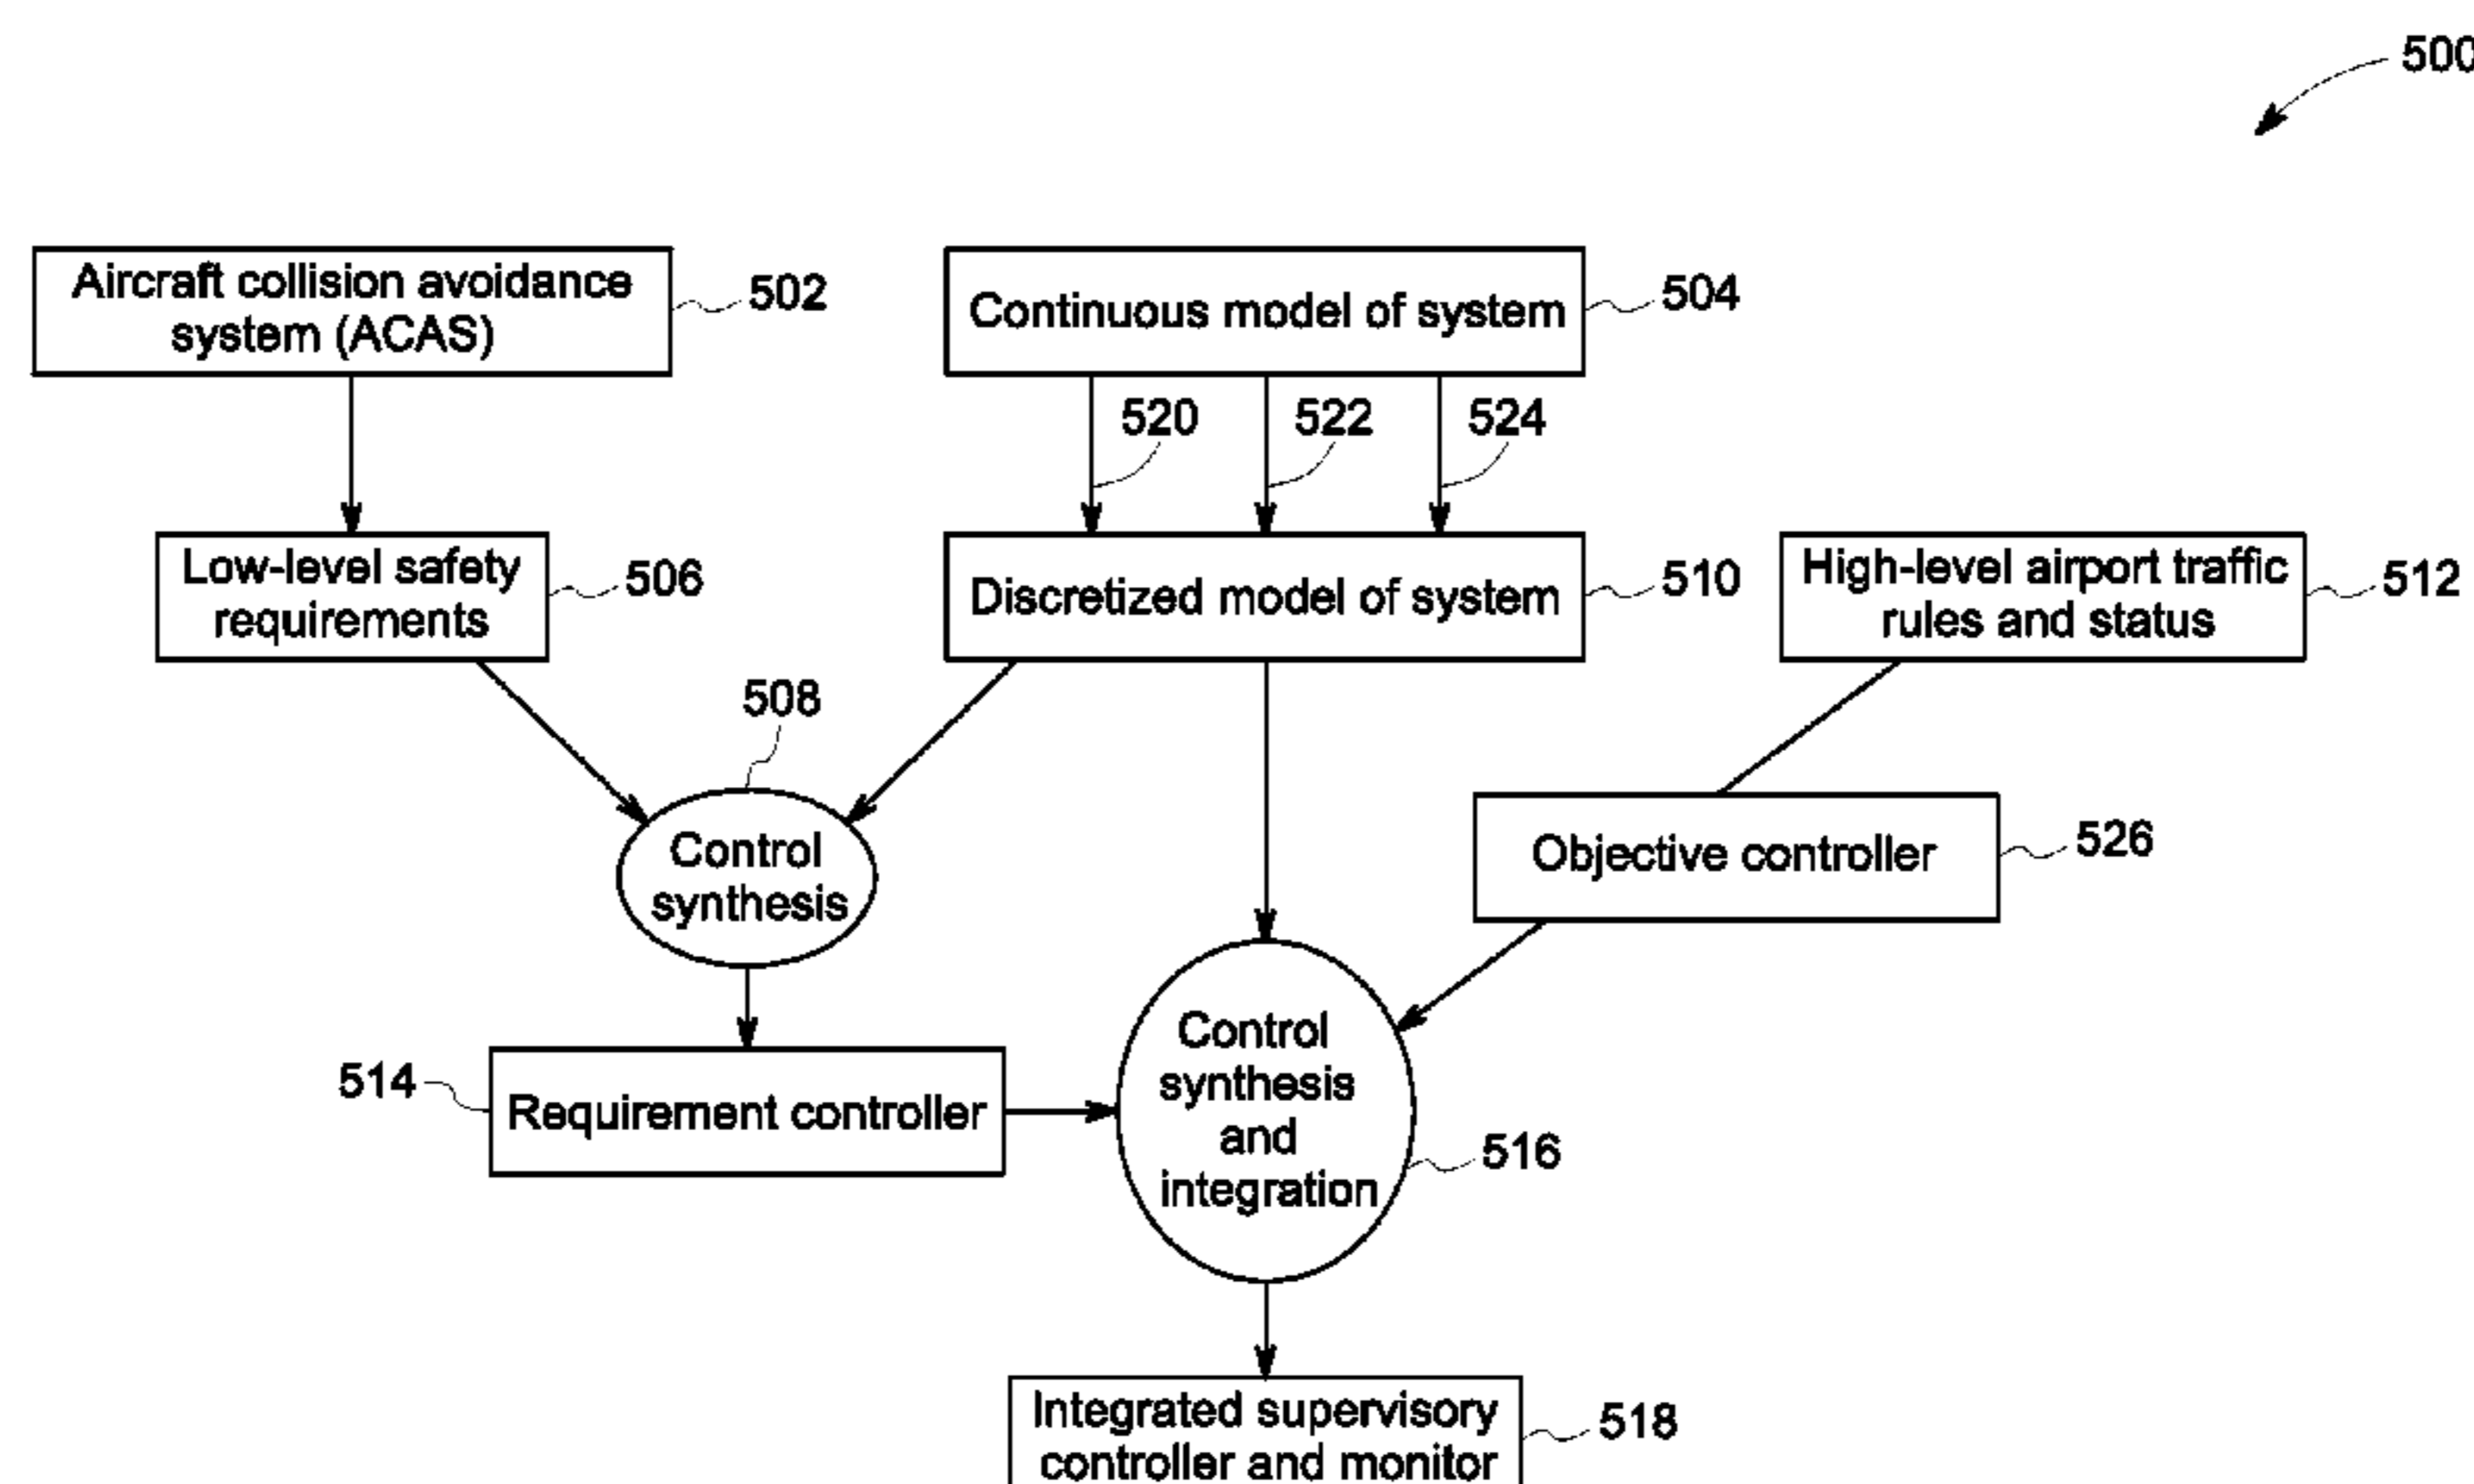 500
Aircraft collision avoidance
system (ACAS)
502
Continuous model of system
504
520
522
524
Low-level safety
requirements
506
Discretized model of system
510
High-level airport traffic
rules and status
512
508
Control
synthesis
Objective controller
526
514
Requirement controller
Control
synthesis
and
integration
516
Integrated supervisory
controller and monitor
518